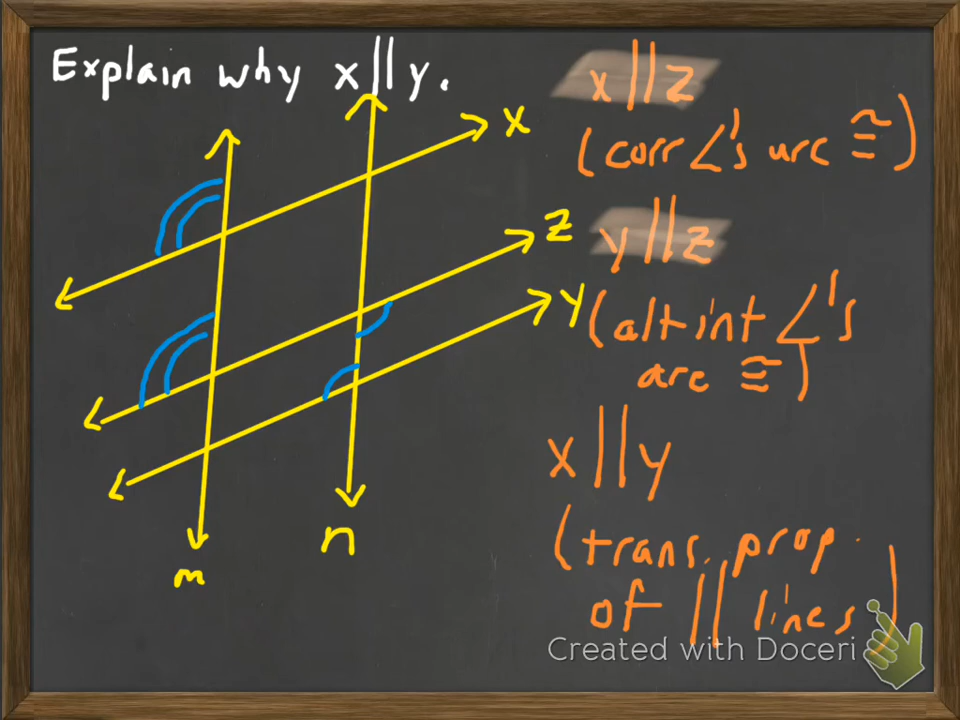 Explain why x||y.
x
z
y
m
n
x||z
(corr ∠'s are ≅)
y||z
(alt int ∠'s
are ≅)
x||y
(trans. prop.
of || lines)
Created with Doceri